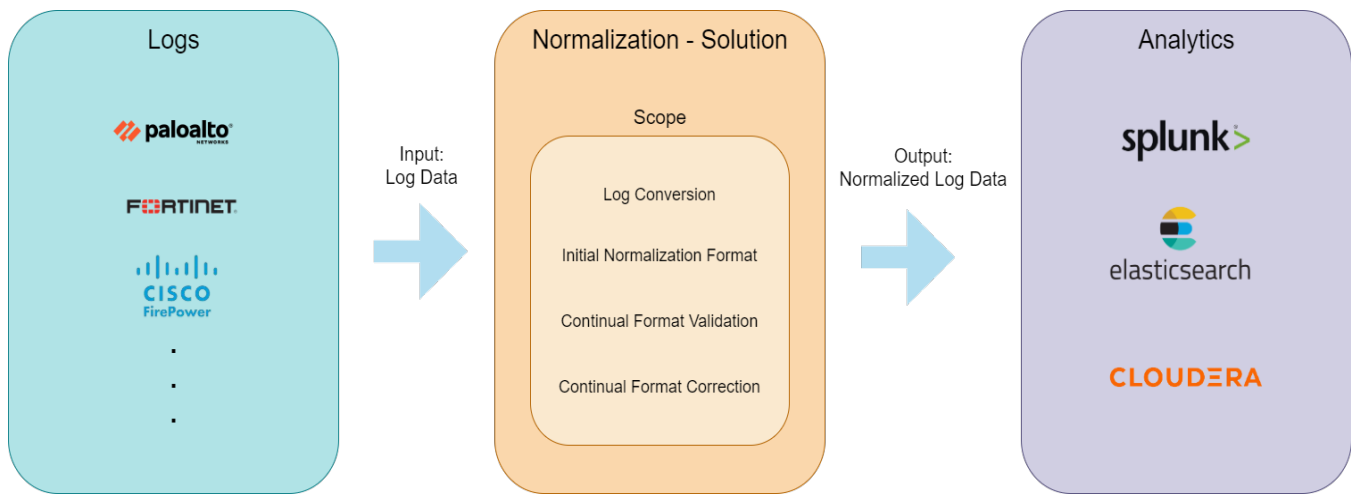 Logs
paloalto
NETWORKS
FORTINET
CISCO
FirePower
.
.
.
Input:
Log Data
Normalization - Solution
Scope
Log Conversion
Initial Normalization Format
Continual Format Validation
Continual Format Correction
Output:
Normalized Log Data
Analytics
splunk>
elasticsearch
CLOUDERA